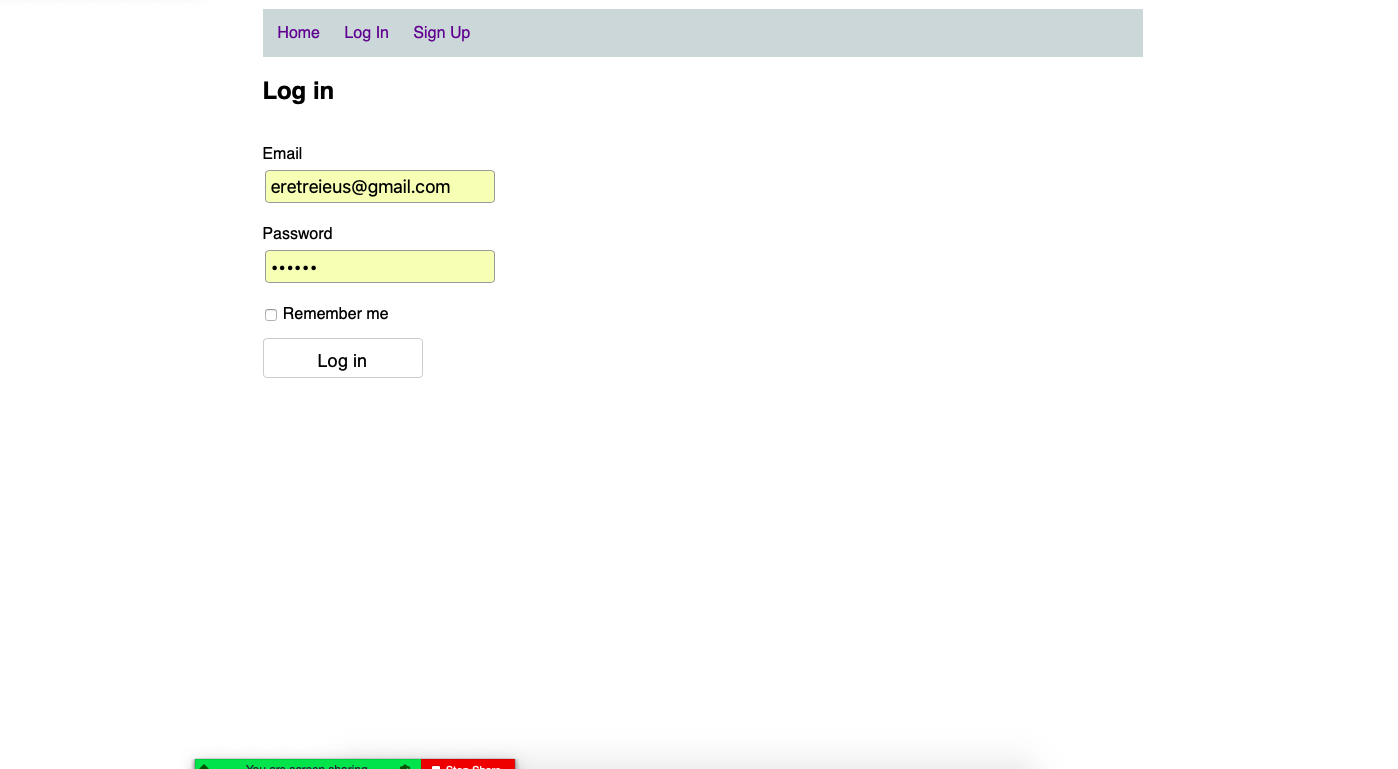 Home Log In Sign Up
Log in
Email
eretreieus@gmail.com
Password
••••••
Remember me
Log in
You are screen sharing Stop Share